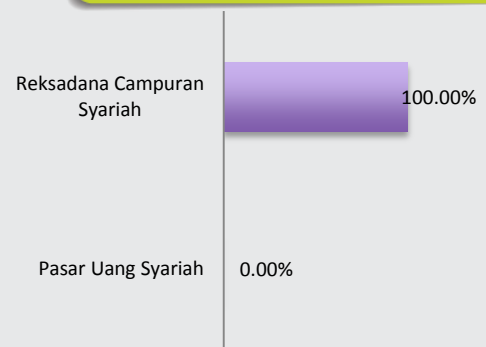 Reksadana Campuran
Syariah
100.00%
Pasar Uang Syariah
0.00%